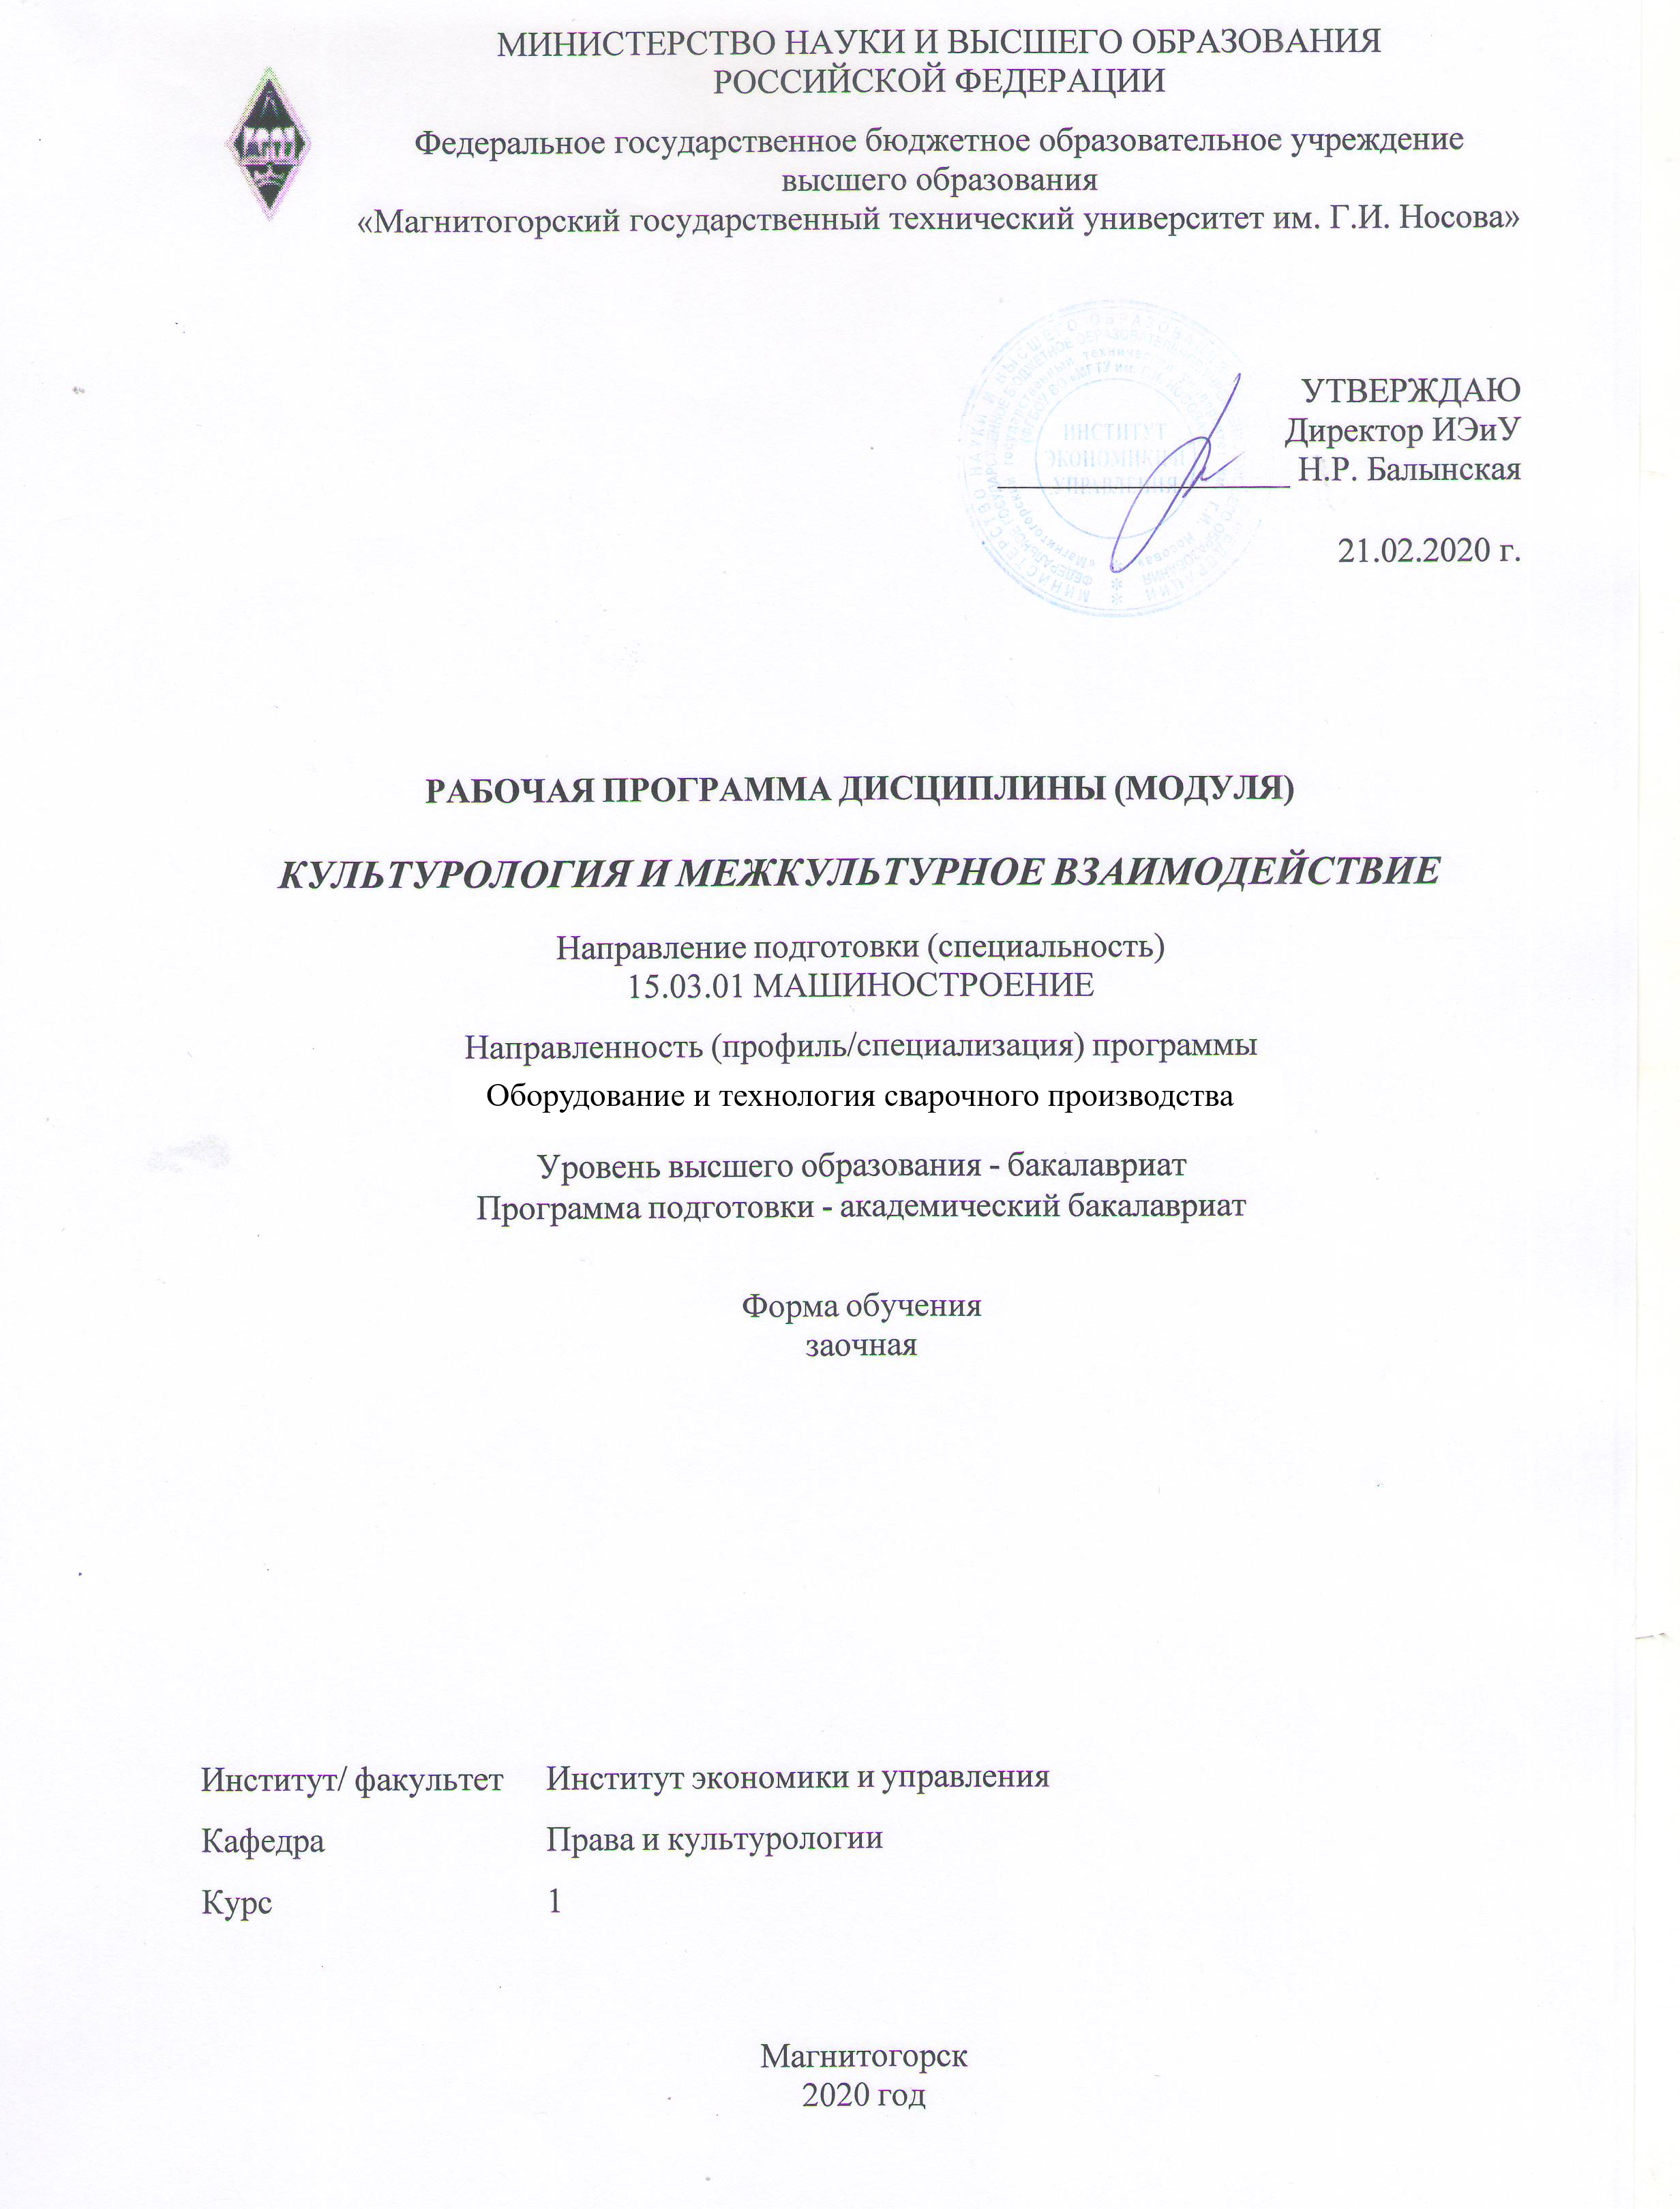 МИНИСТЕРСТВО НАУКИ И ВЫСШЕГО ОБРАЗОВАНИЯ
РОССИЙСКОЙ ФЕДЕРАЦИИ
Федеральное государственное бюджетное образовательное учреждение
высшего образования
«Магнитогорский государственный технический университет им. Г.И. Носова»
УТВЕРЖДАЮ
Директор ИЭиУ
Н.Р. Балынская
21.02.2020 г.
ИНСТИТУТ
ЭКОНОМИКИ И
УПРАВЛЕНИЯ
РАБОЧАЯ ПРОГРАММА ДИСЦИПЛИНЫ (МОДУЛЯ)
КУЛЬТУРОЛОГИЯ И МЕЖКУЛЬТУРНОЕ ВЗАИМОДЕЙСТВИЕ
Направление подготовки (специальность)
15.03.01 МАШИНОСТРОЕНИЕ
Направленность (профиль/специализация) программы
Оборудование и технология сварочного производства
Уровень высшего образования - бакалавриат
Программа подготовки - академический бакалавриат
Форма обучения
заочная
Институт/ факультет Институт экономики и управления
Кафедра Права и культурологии
Курс 1
Магнитогорск
2020 год